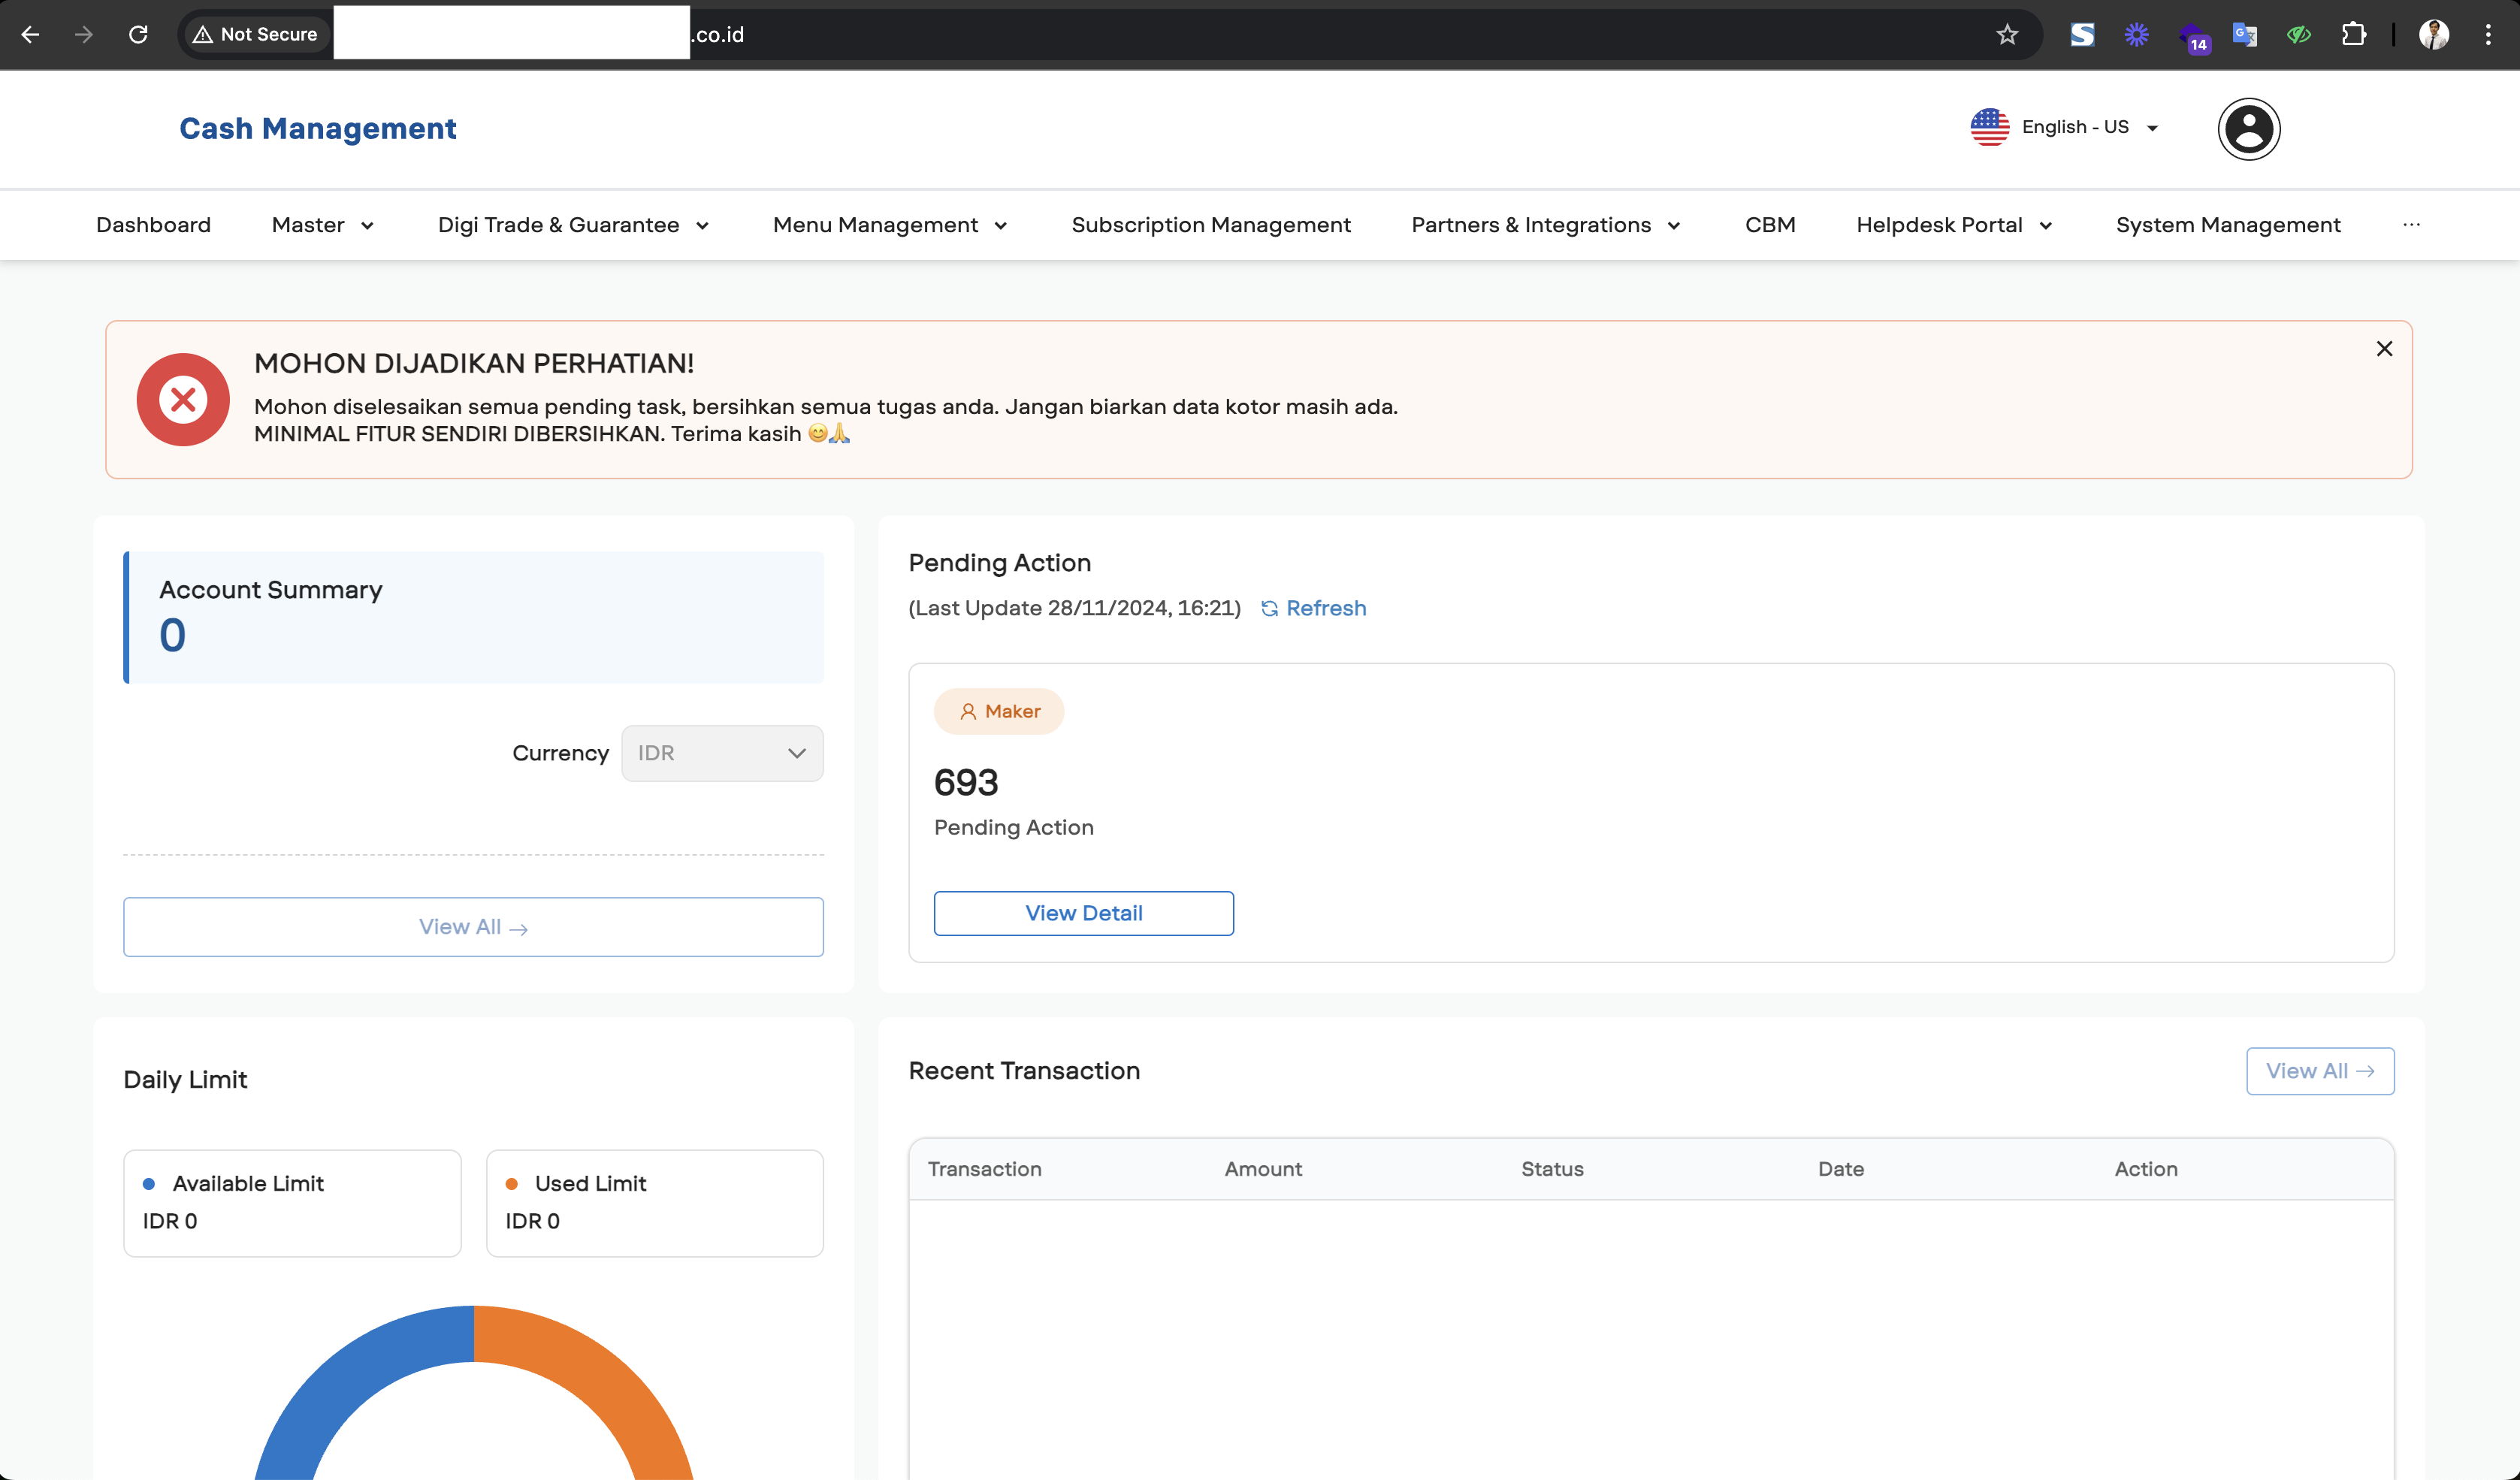 Not Secure
.co.id
14
Cash Management
English - US
Dashboard
Master
Digi Trade & Guarantee
Menu Management
Subscription Management
Partners & Integrations
CBM
Helpdesk Portal
System Management
...
MOHON DIJADIKAN PERHATIAN!
Mohon diselesaikan semua pending task, bersihkan semua tugas anda. Jangan biarkan data kotor masih ada.
MINIMAL FITUR SENDIRI DIBERSIHKAN. Terima kasih 😊🙏
Account Summary
0
Currency
IDR
View All →
Pending Action
(Last Update 28/11/2024, 16:21)
Refresh
Maker
693
Pending Action
View Detail
Daily Limit
Available Limit
IDR 0
Used Limit
IDR 0
Recent Transaction
View All →
Transaction
Amount
Status
Date
Action